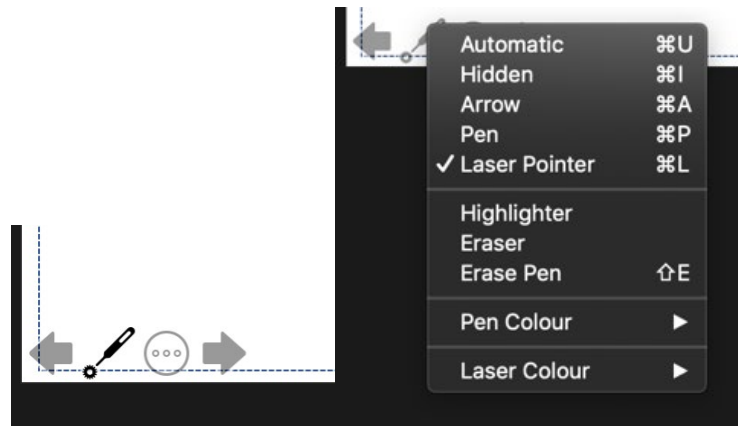 Automatic ⌘U
Hidden ⌘I
Arrow ⌘A
Pen ⌘P
✓ Laser Pointer ⌘L
Highlighter
Eraser
Erase Pen ⇧E
Pen Colour ▶
Laser Colour ▶